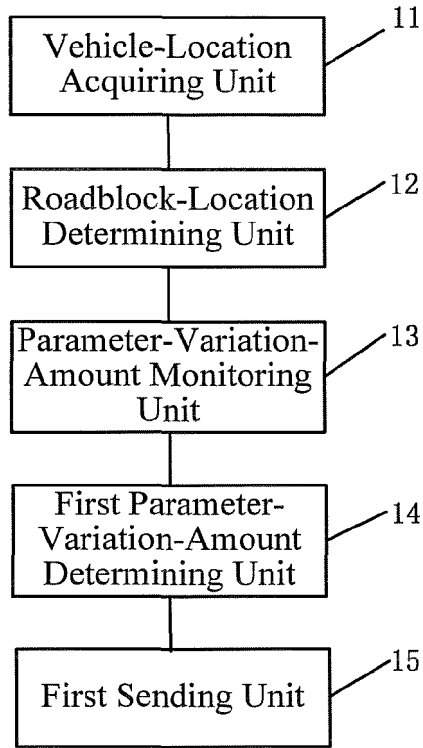 Vehicle-Location
Acquiring Unit
11
Roadblock-Location
Determining Unit
12
Parameter-Variation-
Amount Monitoring
Unit
13
First Parameter-
Variation-Amount
Determining Unit
14
First Sending Unit
15